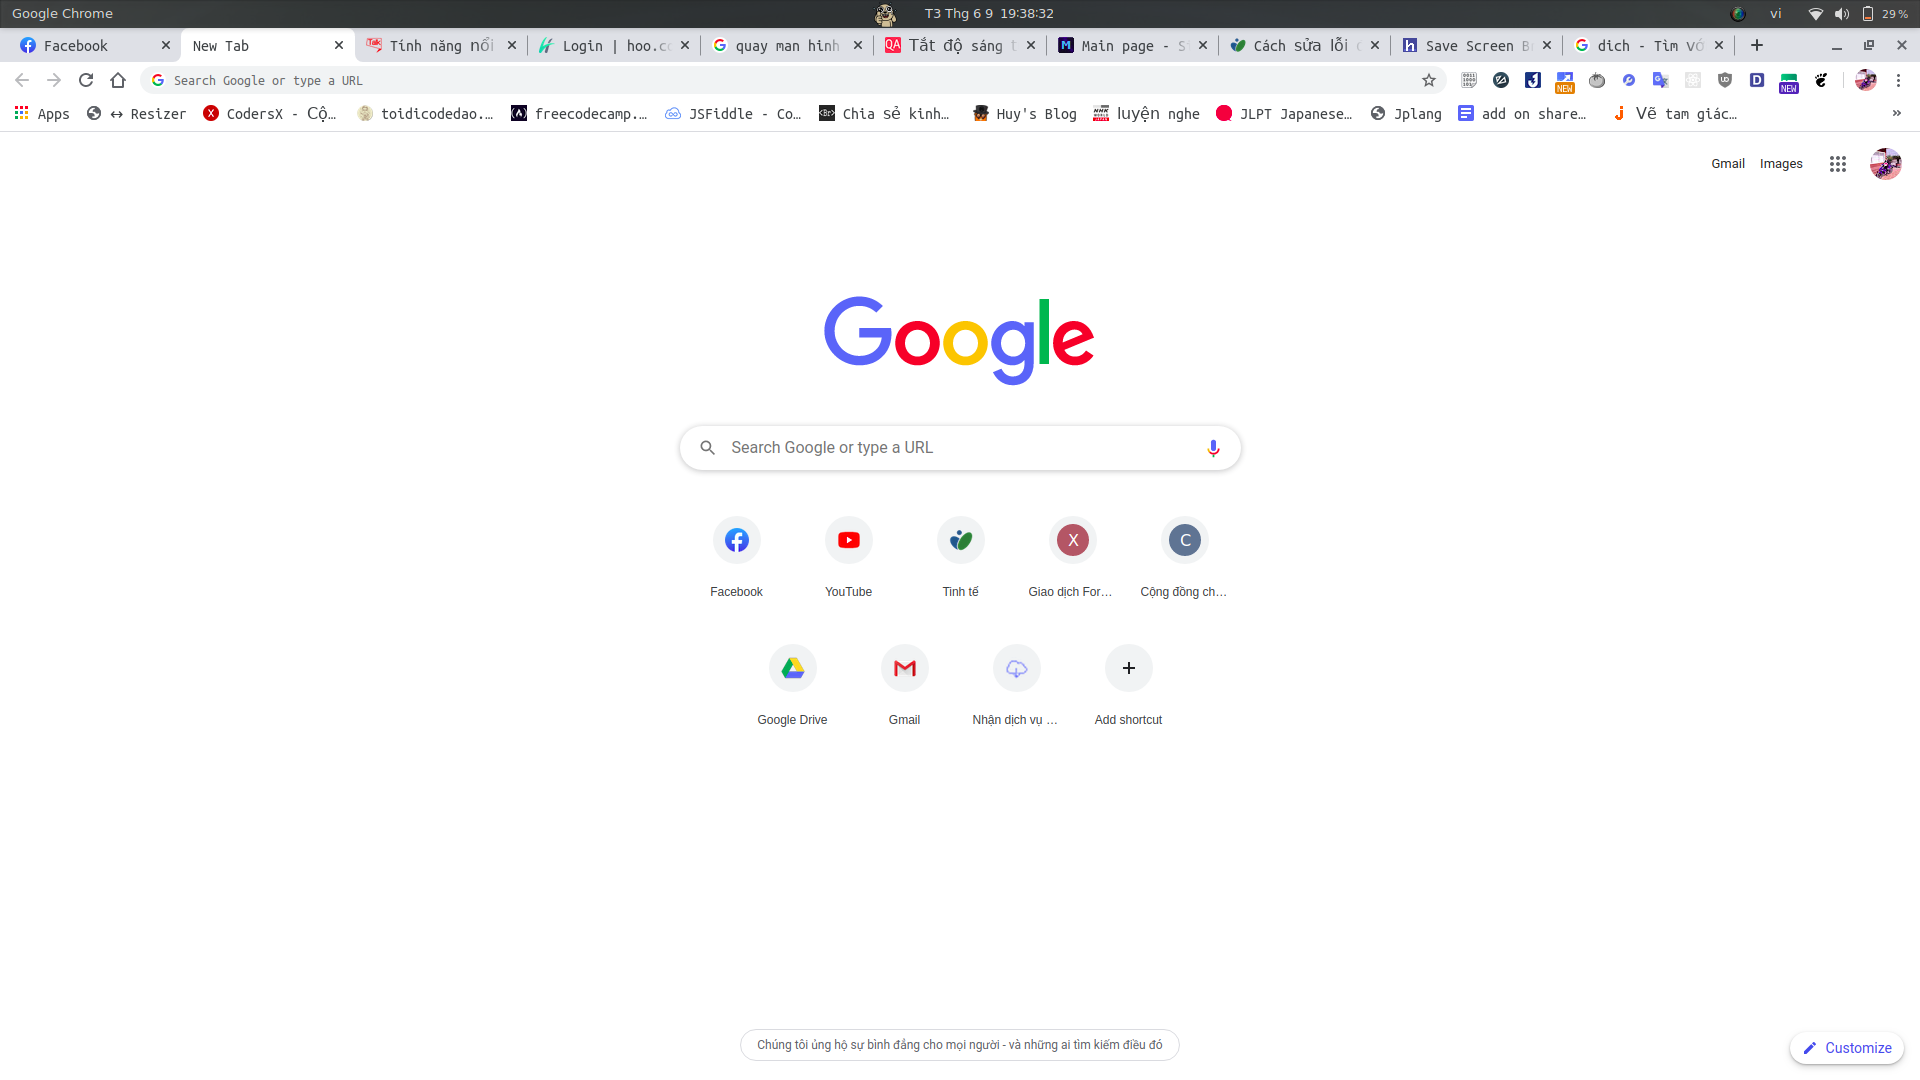 Google Chrome
T3 Thg 6 9 19:38:32
vi
29 %
Facebook
New Tab
Tính năng nổi
Login | hoo.c
quay man hinh
QA Tắt độ sáng t
M Main page - S
Cách sửa lỗi
h Save Screen B
dich - Tìm vớ
Search Google or type a URL
NEW
D
NEW
Apps
↔ Resizer
X CodersX - Cộ…
toidicodedao.…
freecodecamp.…
JSFiddle - Co…
<Br> Chia sẻ kinh…
Huy's Blog
luyện nghe
JLPT Japanese…
Jplang
add on share…
Vẽ tam giác…
»
Gmail
Images
Google
Search Google or type a URL
X
C
Facebook
YouTube
Tinh tế
Giao dịch For…
Cộng đồng ch…
Google Drive
Gmail
Nhận dịch vụ …
Add shortcut
Chúng tôi ủng hộ sự bình đẳng cho mọi người - và những ai tìm kiếm điều đó
Customize